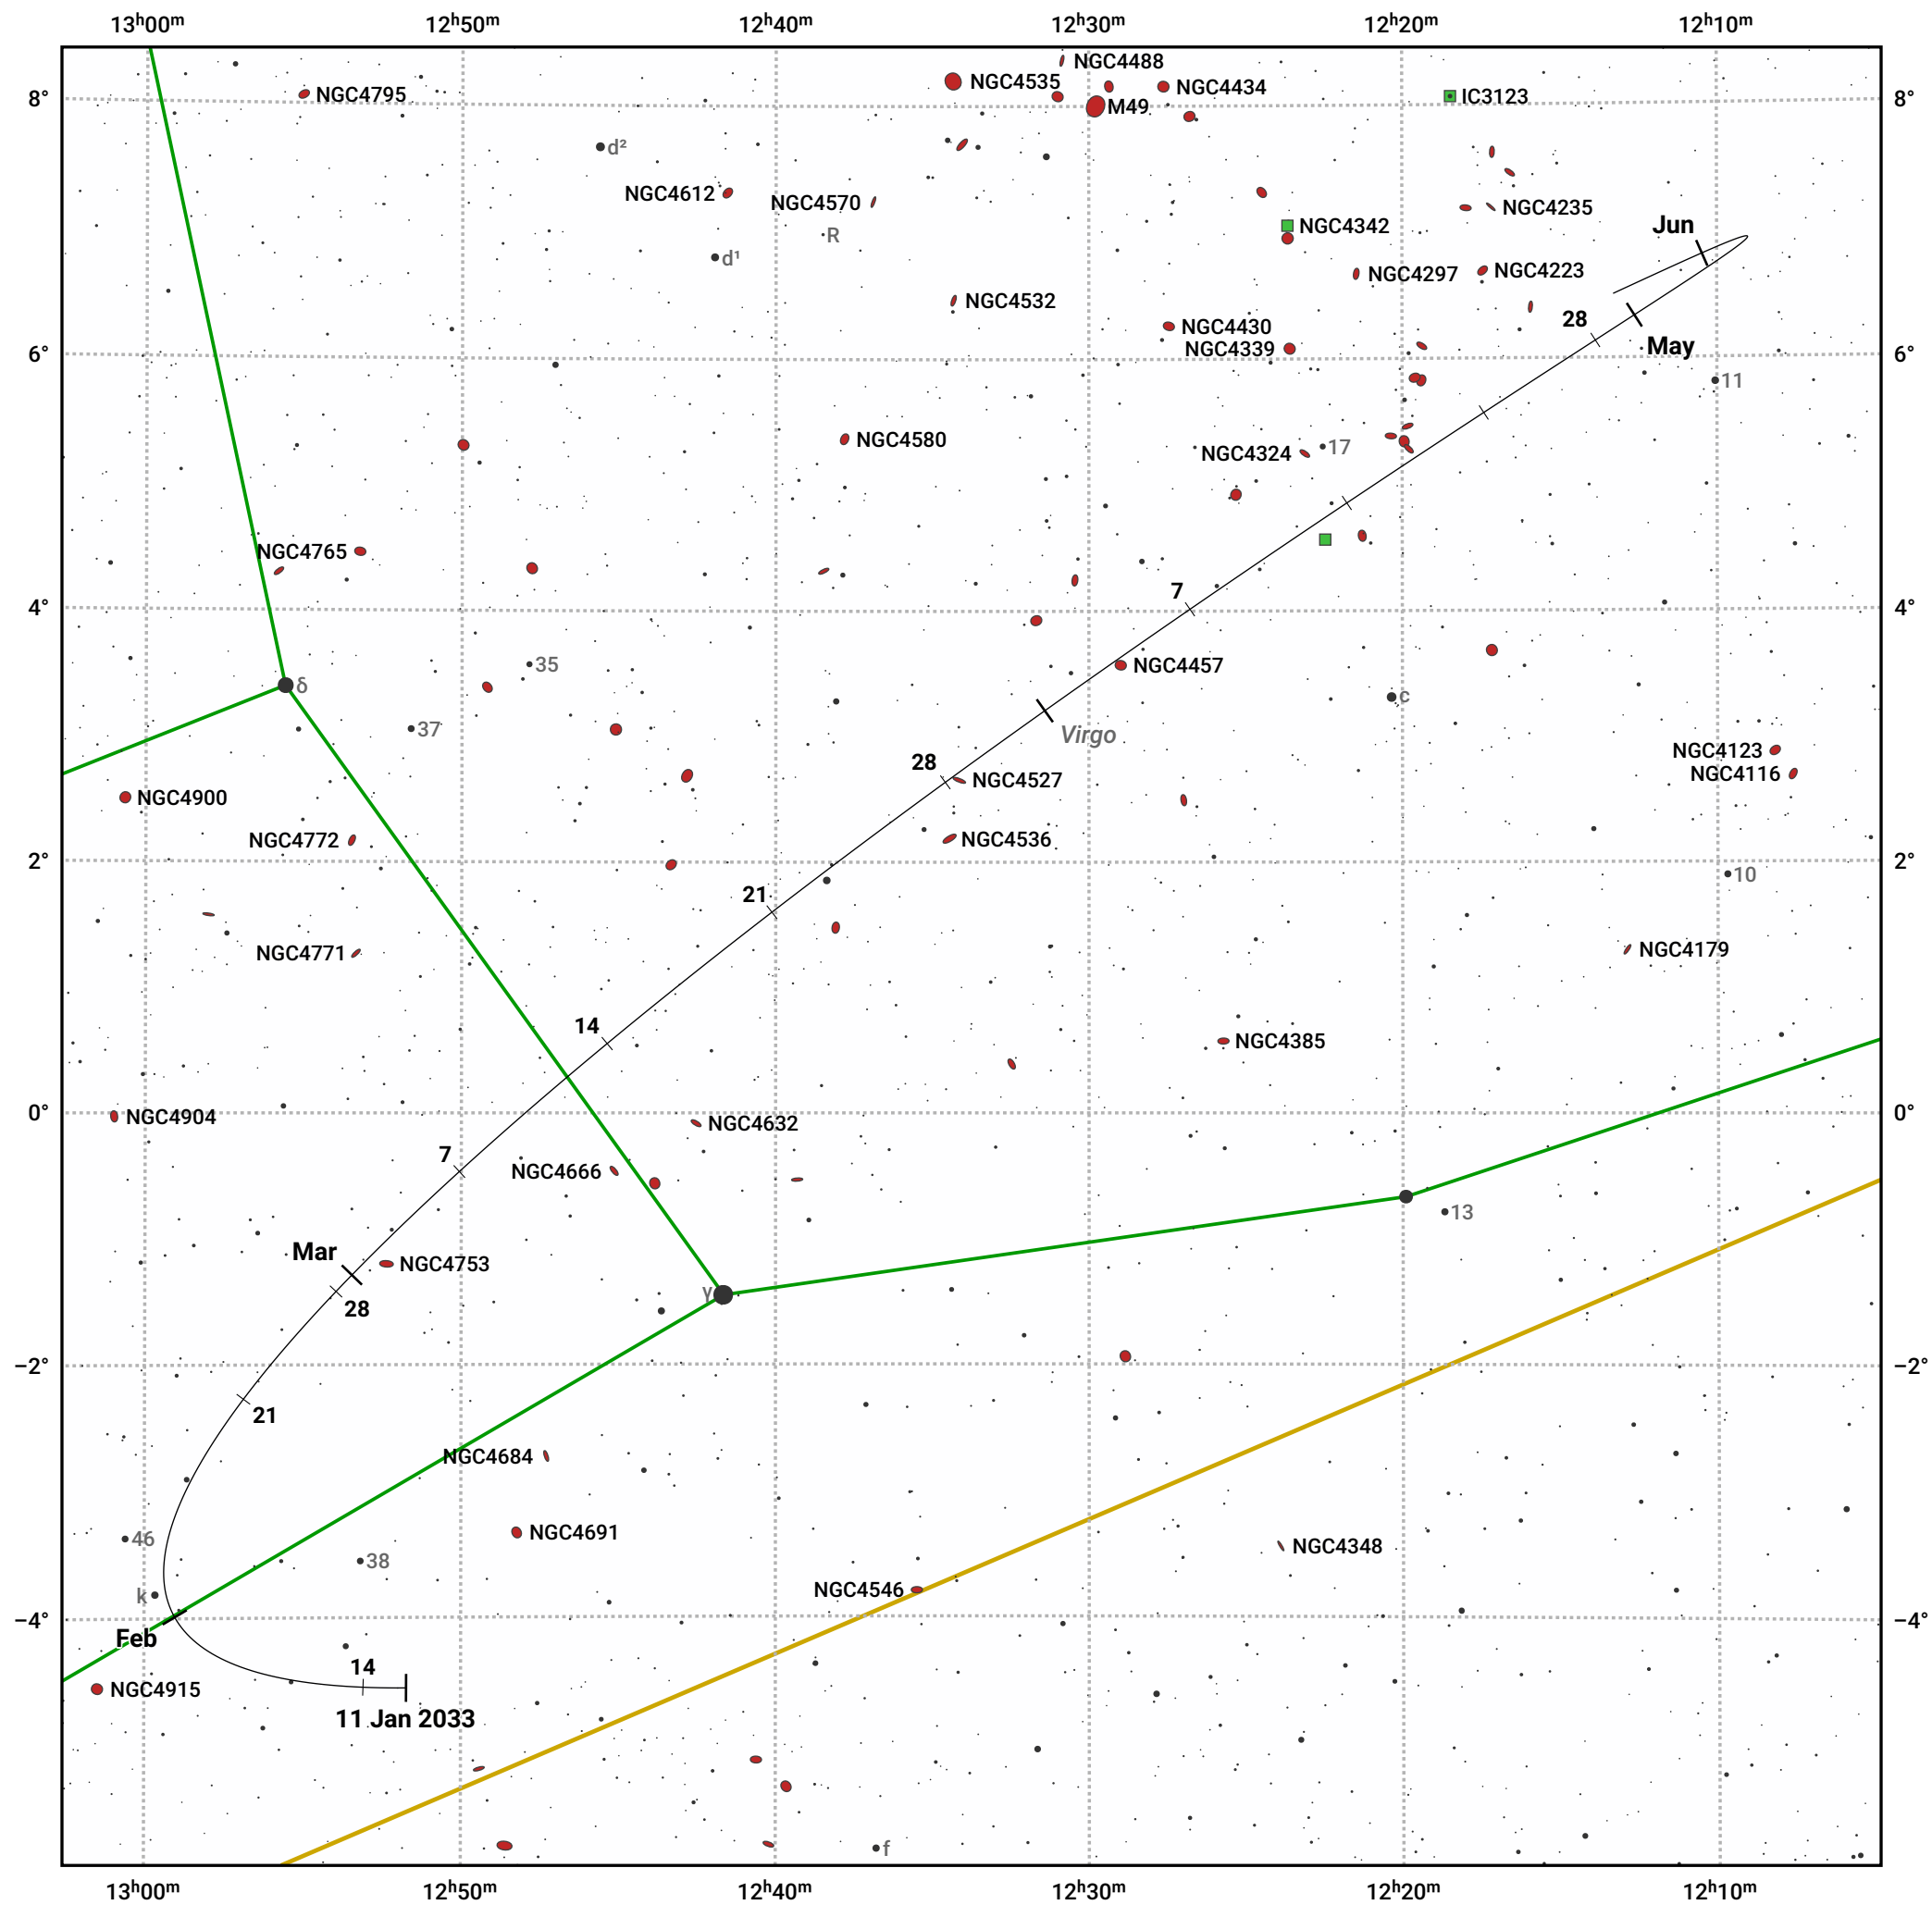 13ʰ00ᵐ 12ʰ50ᵐ 12ʰ40ᵐ 12ʰ30ᵐ 12ʰ20ᵐ 12ʰ10ᵐ
NGC4488
NGC4535
NGC4434
8° NGC4795 IC3123 8°
M49
d²
NGC4612
NGC4570
NGC4235
NGC4342
Jun
R
d¹
NGC4297 NGC4223
NGC4532
28
NGC4430
May
NGC4339
6° 6°
11
NGC4580
17
NGC4324
NGC4765
7
4° 4°
35
NGC4457
δ
c
37
Virgo
NGC4123
28
NGC4116
NGC4527
NGC4900
NGC4772 NGC4536
2° 2°
10
21
NGC4771 NGC4179
14
NGC4385
0° NGC4904 0°
NGC4632
7
NGC4666
13
Mar
NGC4753
γ
28
−2° −2°
21
NGC4684
NGC4691
46
NGC4348
38
NGC4546
k
−4° −4°
Feb
14
NGC4915
11 Jan 2033
f
13ʰ00ᵐ 12ʰ50ᵐ 12ʰ40ᵐ 12ʰ30ᵐ 12ʰ20ᵐ 12ʰ10ᵐ